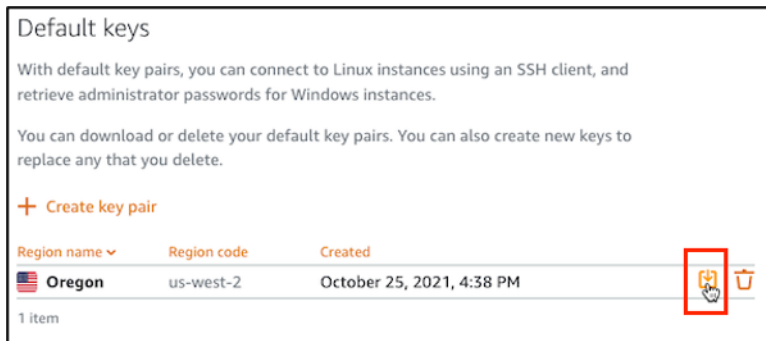 Default keys
With default key pairs, you can connect to Linux instances using an SSH client, and
retrieve administrator passwords for Windows instances.
You can download or delete your default key pairs. You can also create new keys to
replace any that you delete.
+ Create key pair
Region name Region code Created
Oregon us-west-2 October 25, 2021, 4:38 PM
1 item